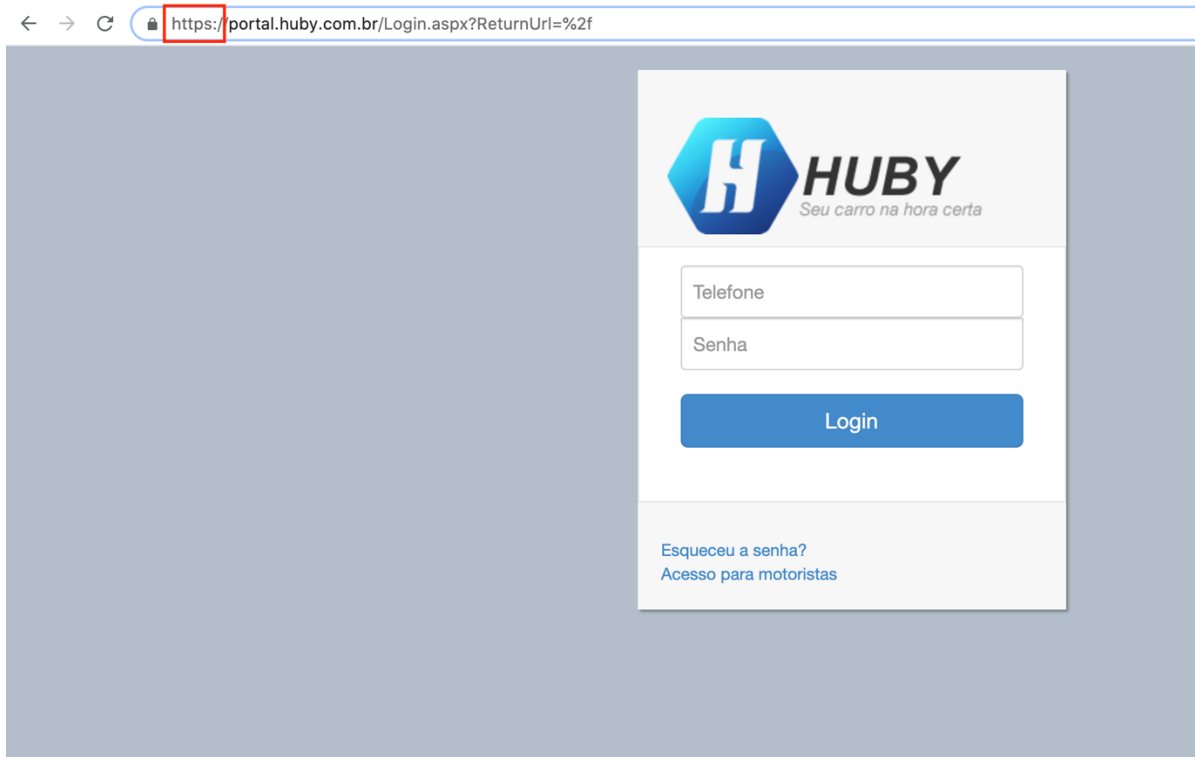 https://portal.huby.com.br/Login.aspx?ReturnUrl=%2f
HUBY
Seu carro na hora certa
Telefone
Senha
Login
Esqueceu a senha?
Acesso para motoristas